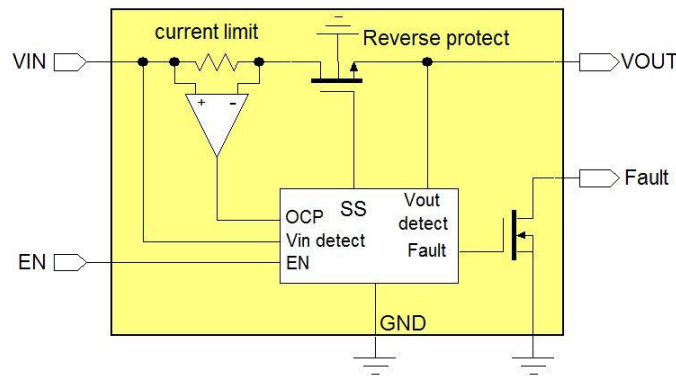 current limit
Reverse protect
VIN
VOUT
+ -
Fault
SS
Vout
detect
OCP
Vin detect
Fault
EN
EN
GND